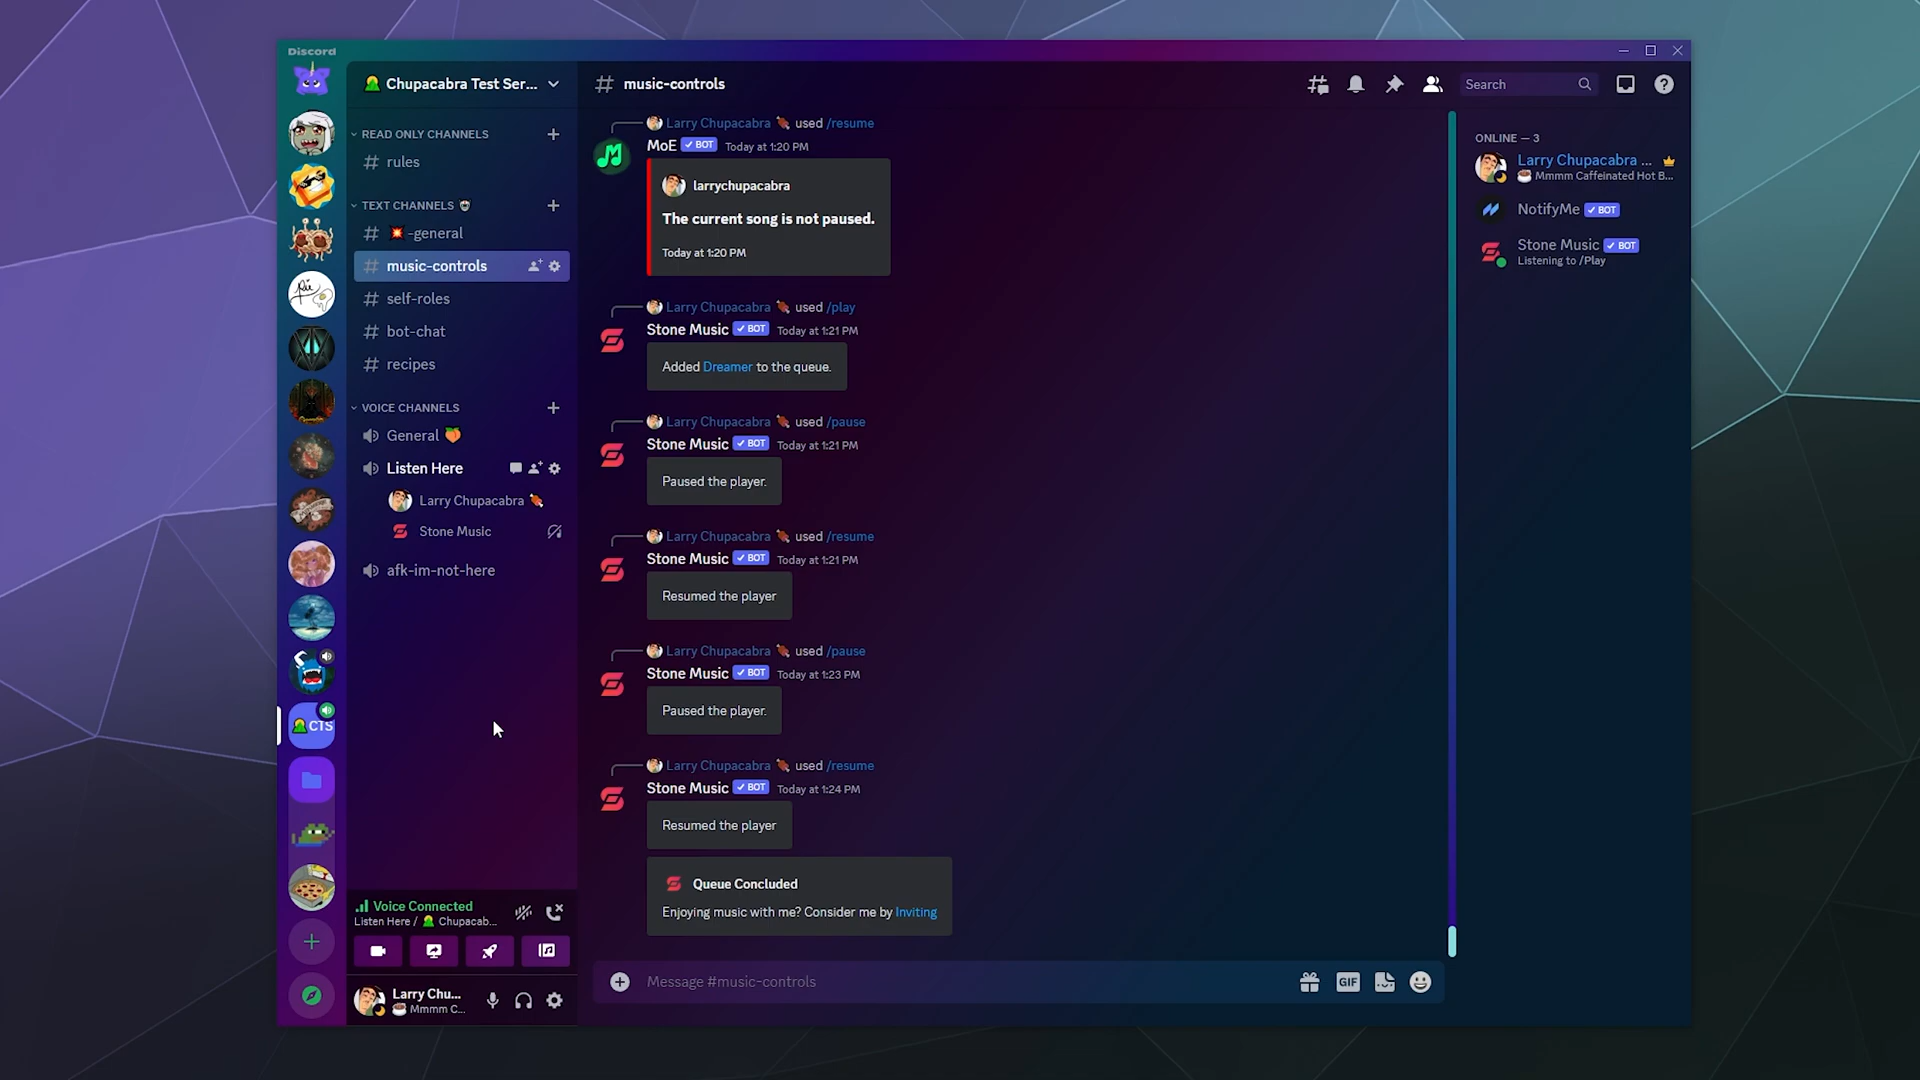 Discord
Chupacabra Test Ser...
READ ONLY CHANNELS
rules
TEXT CHANNELS
-general
music-controls
self-roles
bot-chat
recipes
VOICE CHANNELS
General
Listen Here
Larry Chupacabra
Stone Music
afk-im-not-here
CTS
Voice Connected
Listen Here / Chupacab...
Larry Chu...
Mmmm C...
music-controls
Search
Larry Chupacabra used /resume
MoE BOT Today at 1:20 PM
larrychupacabra
The current song is not paused.
Today at 1:20 PM
Larry Chupacabra used /play
Stone Music BOT Today at 1:21 PM
Added Dreamer to the queue.
Larry Chupacabra used /pause
Stone Music BOT Today at 1:21 PM
Paused the player.
Larry Chupacabra used /resume
Stone Music BOT Today at 1:21 PM
Resumed the player
Larry Chupacabra used /pause
Stone Music BOT Today at 1:23 PM
Paused the player.
Larry Chupacabra used /resume
Stone Music BOT Today at 1:24 PM
Resumed the player
Queue Concluded
Enjoying music with me? Consider me by Inviting
Message #music-controls
GIF
ONLINE — 3
Larry Chupacabra ...
Mmmm Caffeinated Hot B...
NotifyMe BOT
Stone Music BOT
Listening to /Play